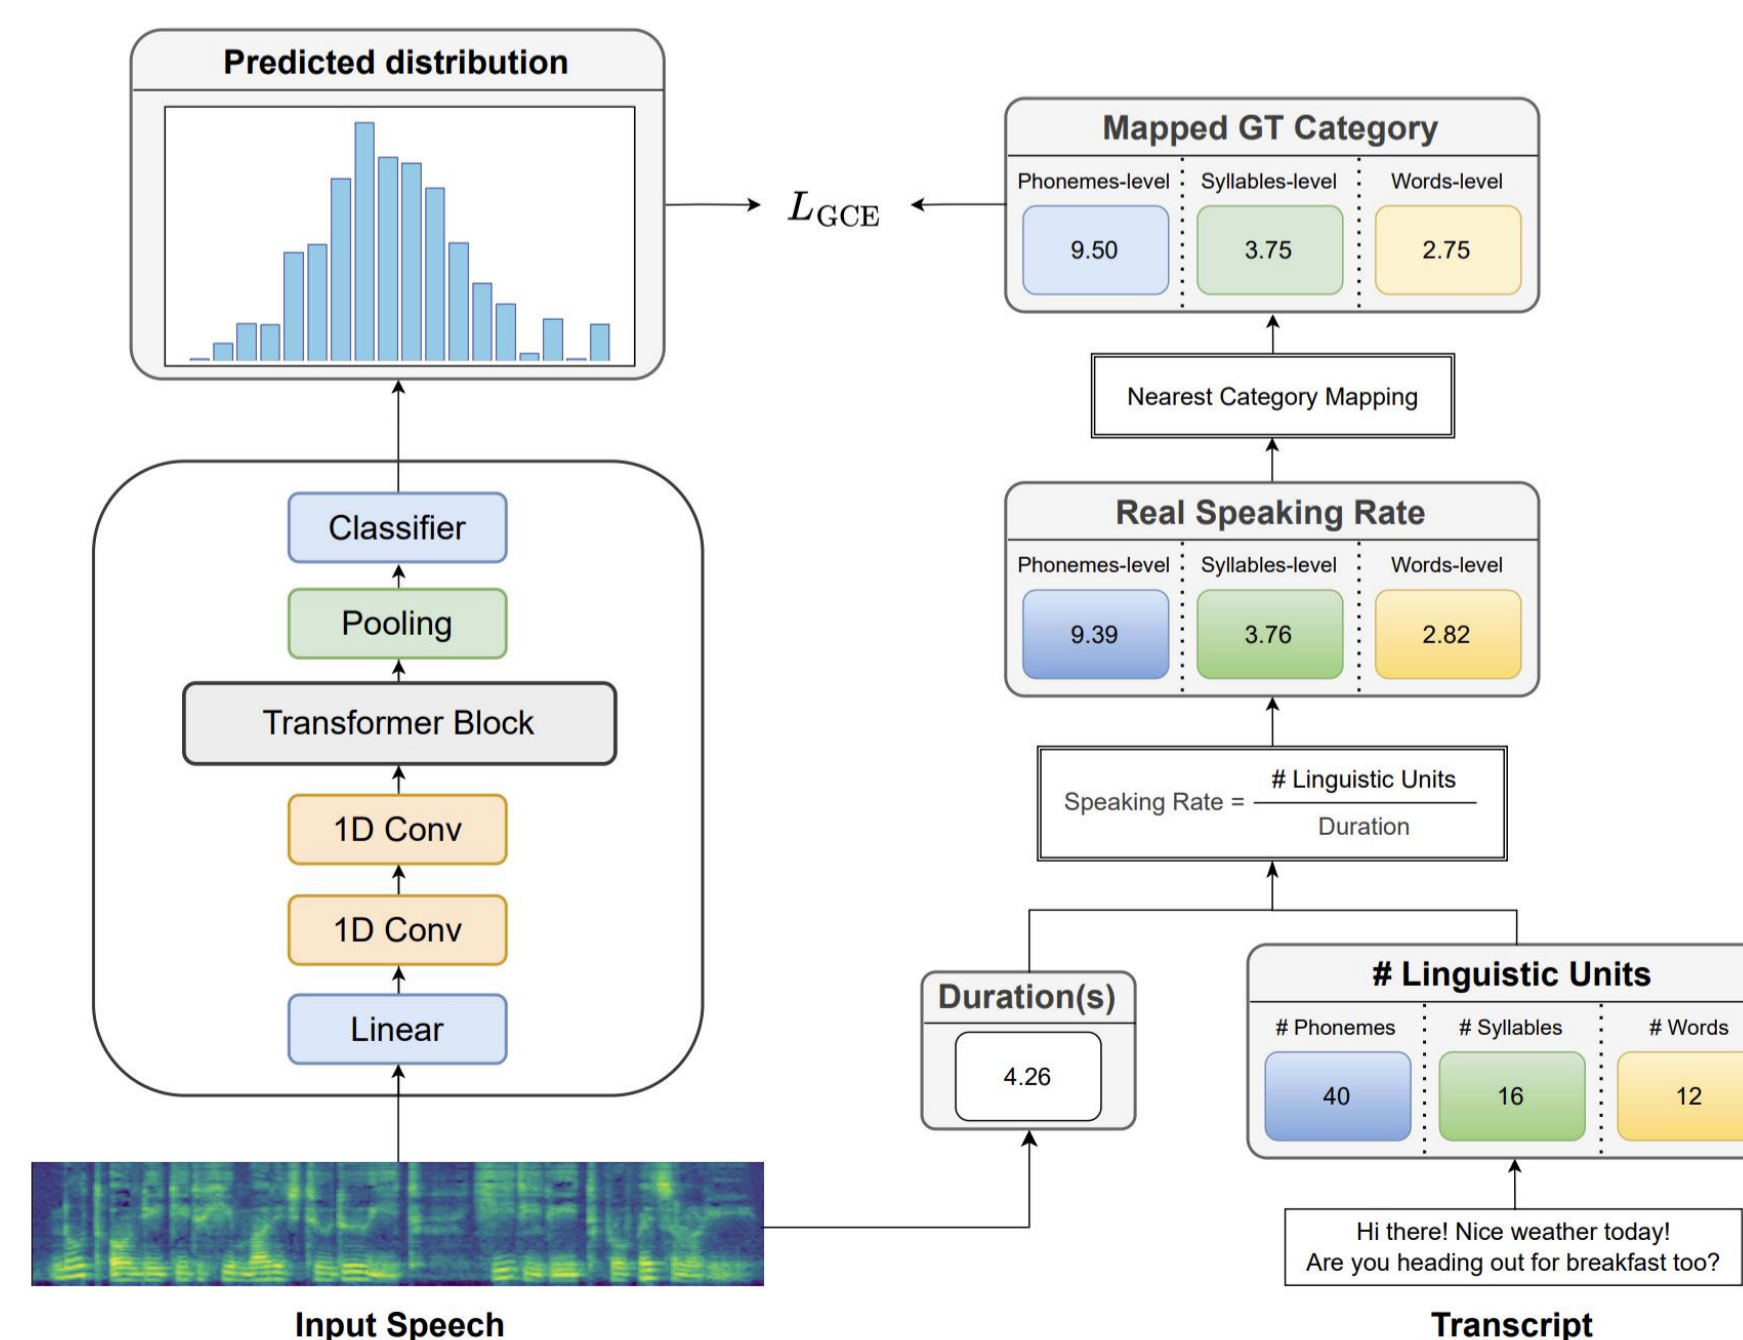 Predicted distribution
L_GCE
Mapped GT Category
Phonemes-level Syllables-level Words-level
9.50 3.75 2.75
Nearest Category Mapping
Real Speaking Rate
Phonemes-level Syllables-level Words-level
9.39 3.76 2.82
Speaking Rate = # Linguistic Units
Duration
Classifier
Pooling
Transformer Block
1D Conv
1D Conv
Linear
Duration(s)
4.26
# Linguistic Units
# Phonemes # Syllables # Words
40 16 12
Hi there! Nice weather today!
Are you heading out for breakfast too?
Input Speech
Transcript